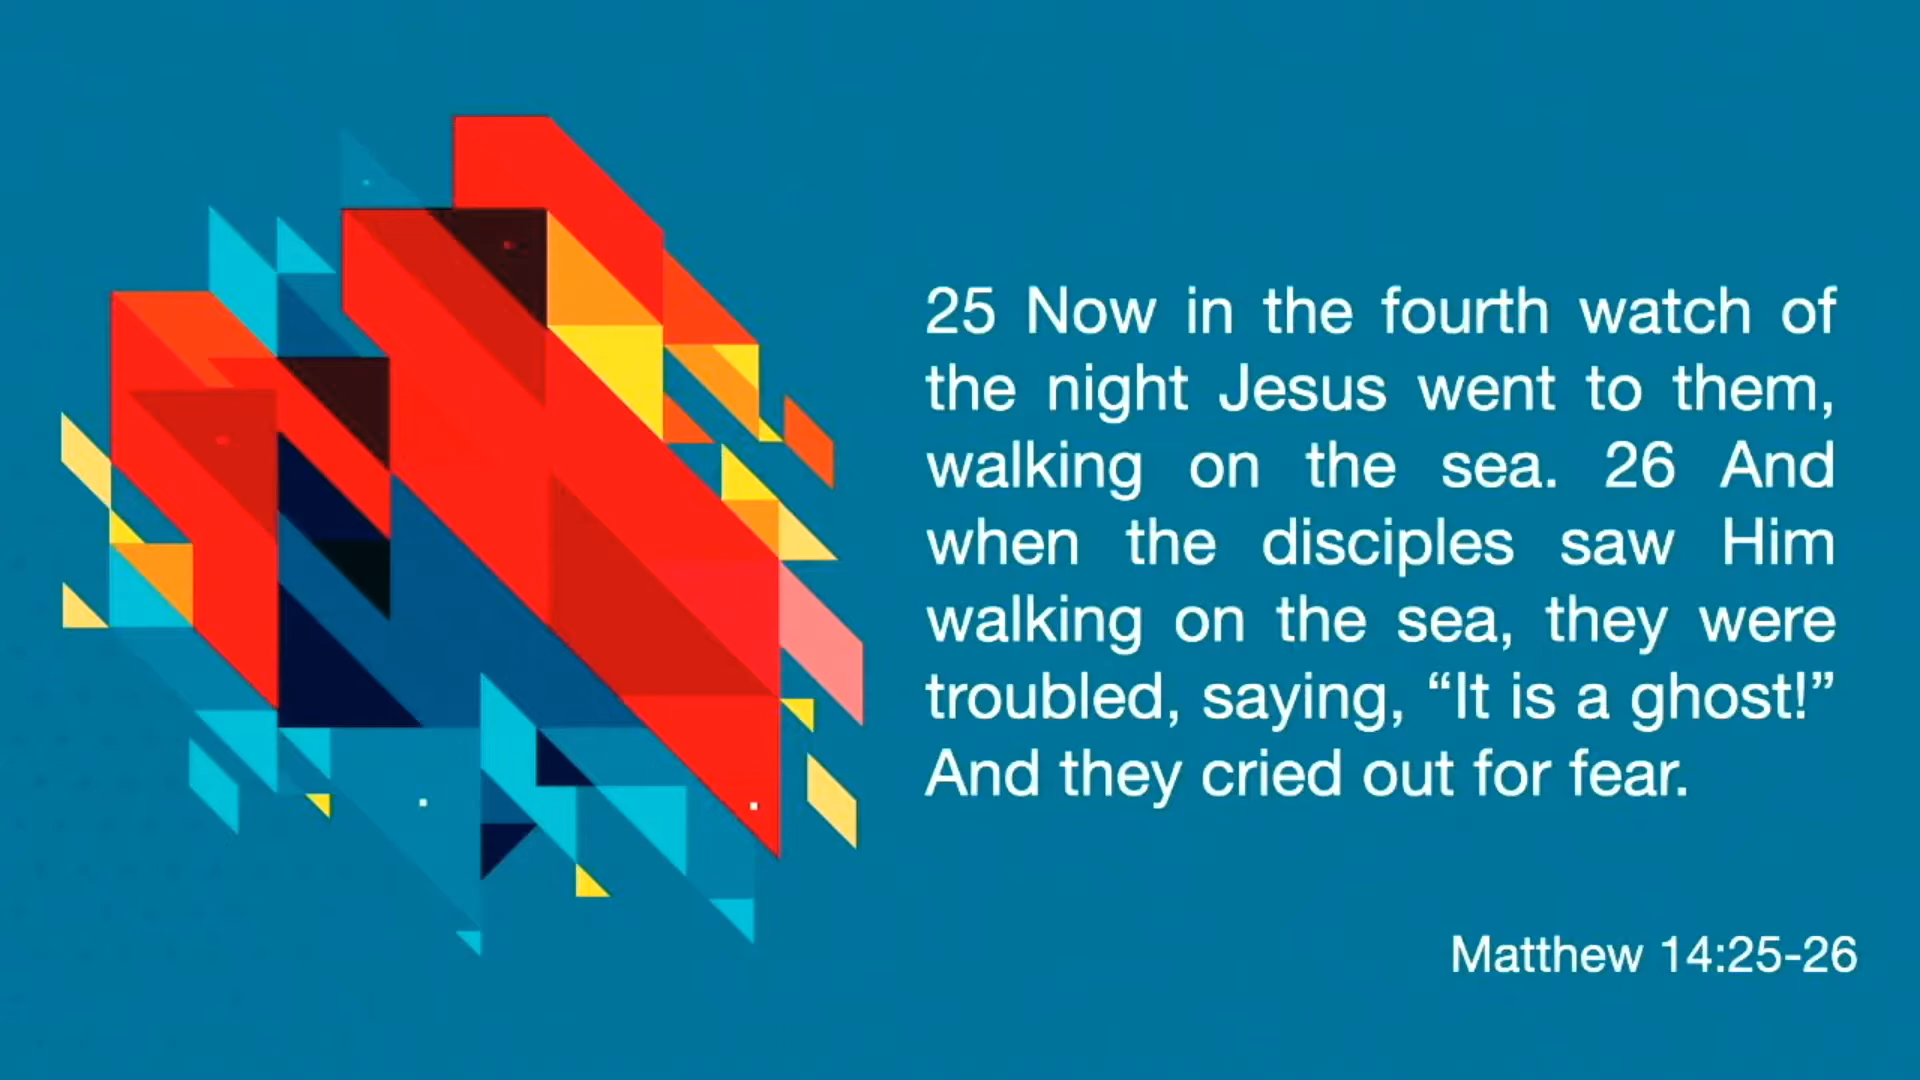 25 Now in the fourth watch of
the night Jesus went to them,
walking on the sea. 26 And
when the disciples saw Him
walking on the sea, they were
troubled, saying, “It is a ghost!”
And they cried out for fear.
Matthew 14:25-26